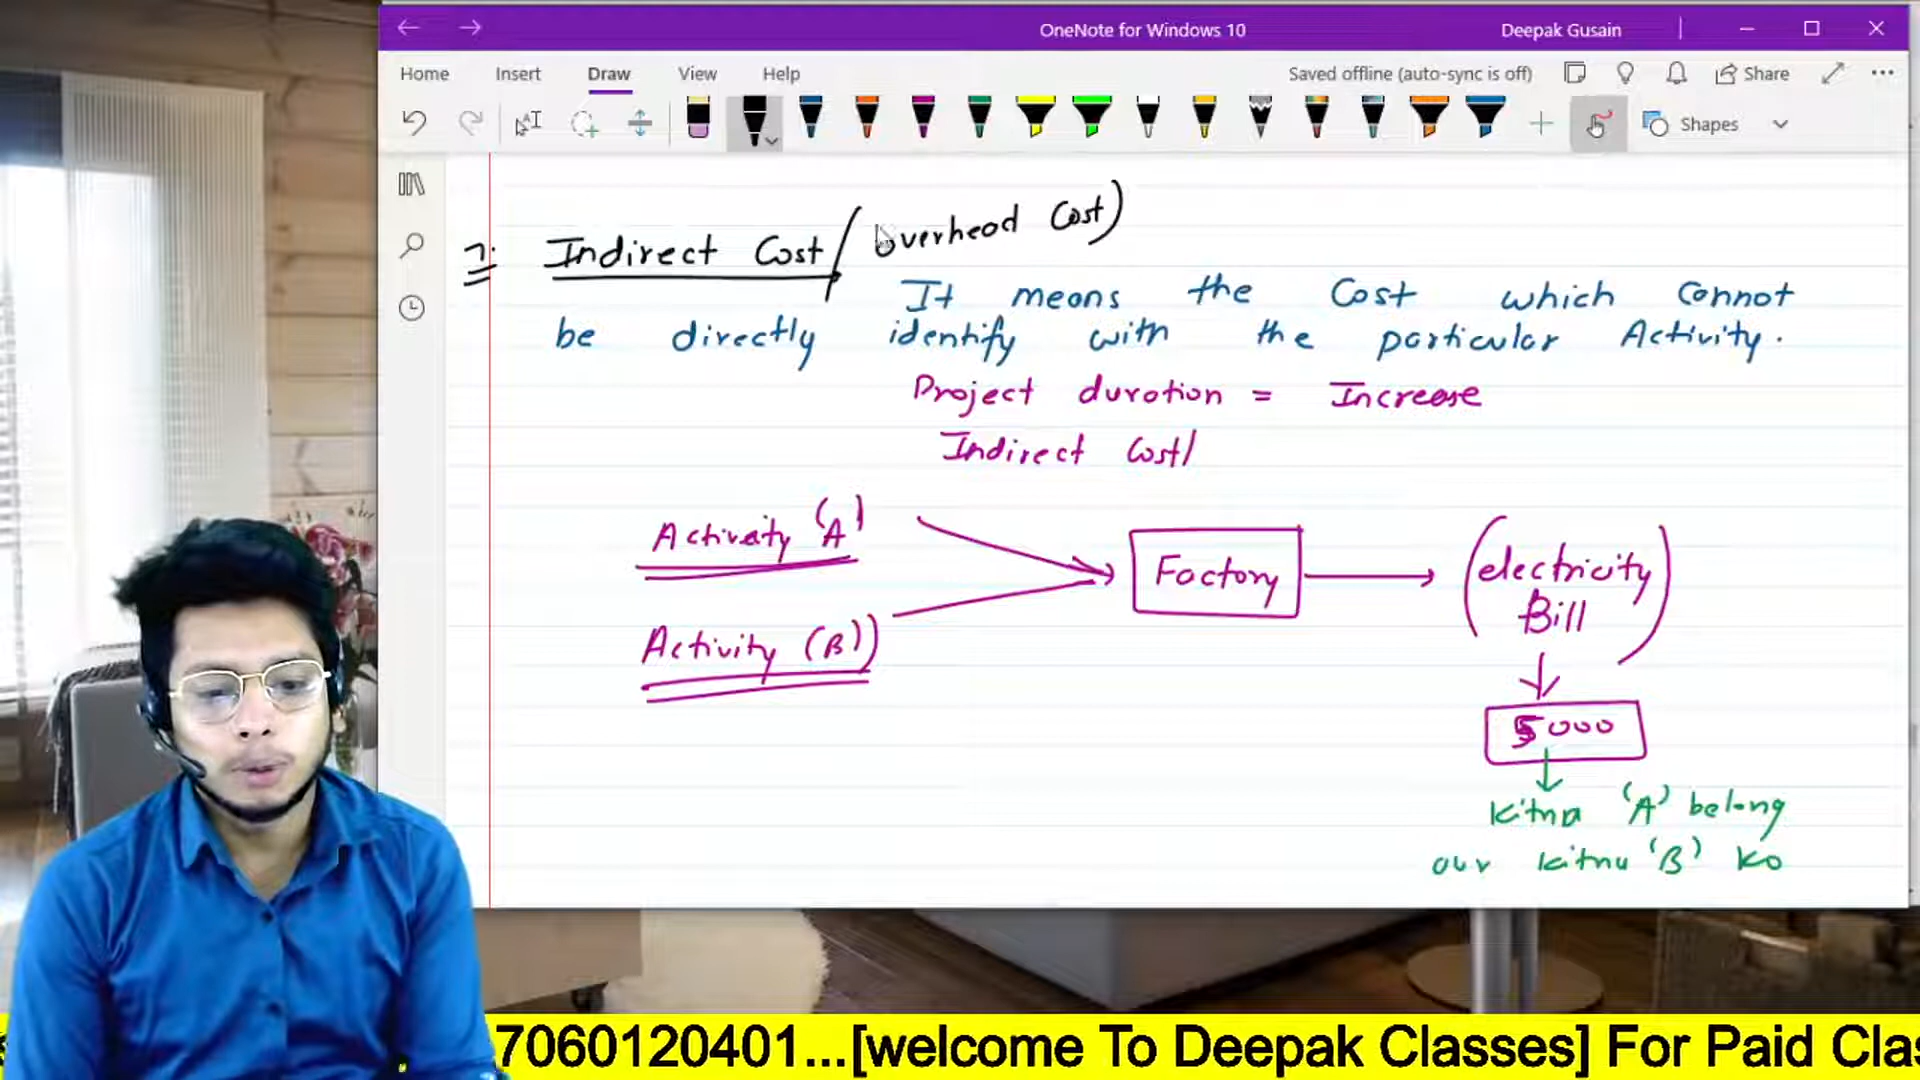 OneNote for Windows 10
Deepak Gusain
Home Insert Draw View Help
Saved offline (auto-sync is off)
Share
Shapes
7: Indirect Cost / Overhead Cost)
It means the Cost which cannot
be directly identify with the particular Activity.
Project duration = Increase
Indirect Cost/
Activity (A)
Factory
(electricity
Bill)
Activity (B))
5000
Kitna 'A' belong
aur kitna 'B' ko
7060120401...[welcome To Deepak Classes] For Paid Clas